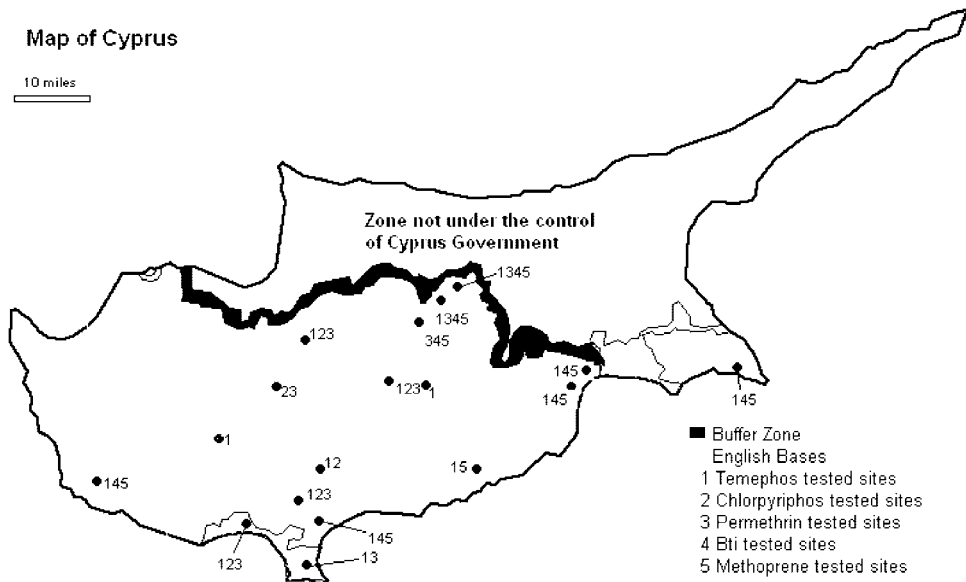 Map of Cyprus
10 miles
Zone not under the control
of Cyprus Government
1345
1345
345
123
123
1
23
145
145
145
1
12
15
145
123
145
123
13
Buffer Zone
English Bases
1 Temephos tested sites
2 Chlorpyriphos tested sites
3 Permethrin tested sites
4 Bti tested sites
5 Methoprene tested sites